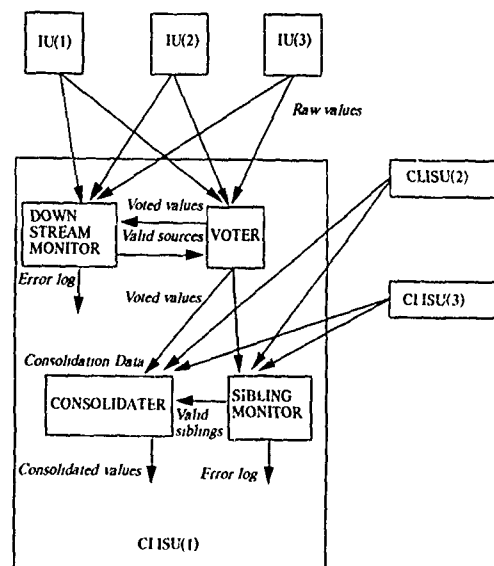 IU(1)
IU(2)
IU(3)
Raw values
CLISU(2)
DOWN
STREAM
MONITOR
Voted values
Valid sources
VOTER
Error log
Voted values
CLISU(3)
Consolidation Data
CONSOLIDATER
Valid
siblings
SIBLING
MONITOR
Consolidated values
Error log
CLISU(1)